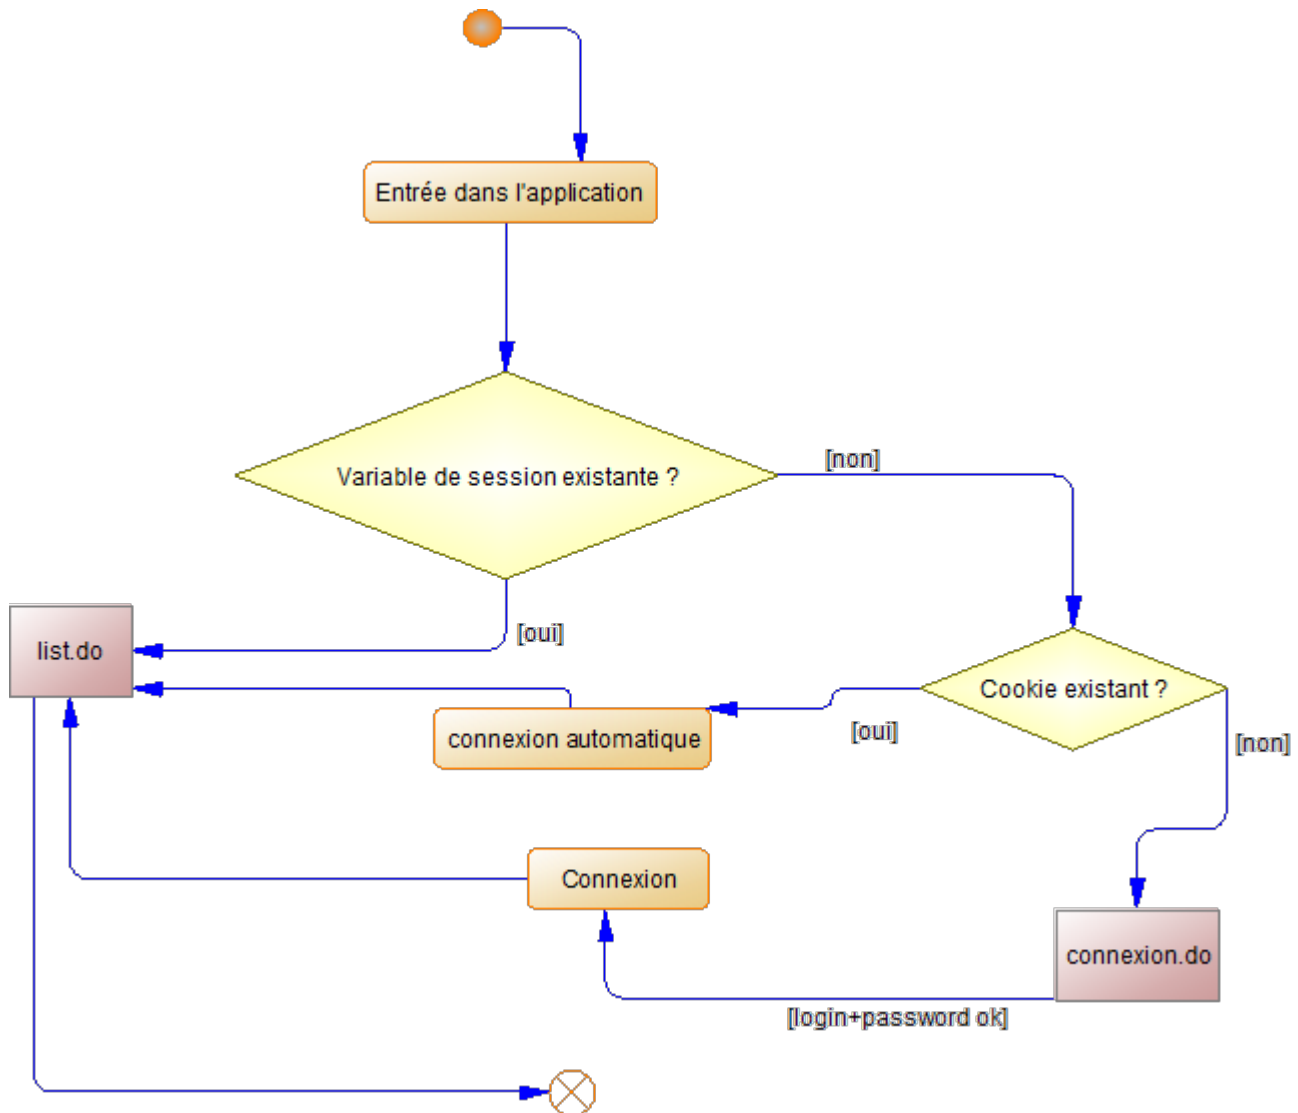 Entrée dans l'application
Variable de session existante ?
[non]
[oui]
list.do
Cookie existant ?
[oui]
[non]
connexion automatique
Connexion
connexion.do
[login+password ok]